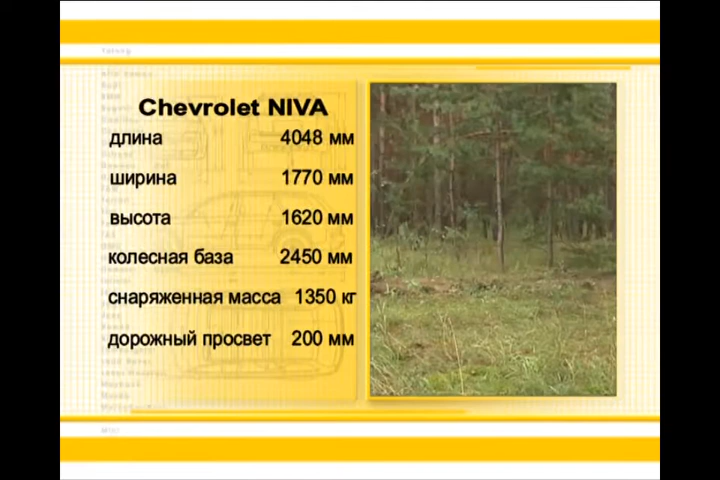 Chevrolet NIVA
длина 4048 мм
ширина 1770 мм
высота 1620 мм
колесная база 2450 мм
снаряженная масса 1350 кг
дорожный просвет 200 мм